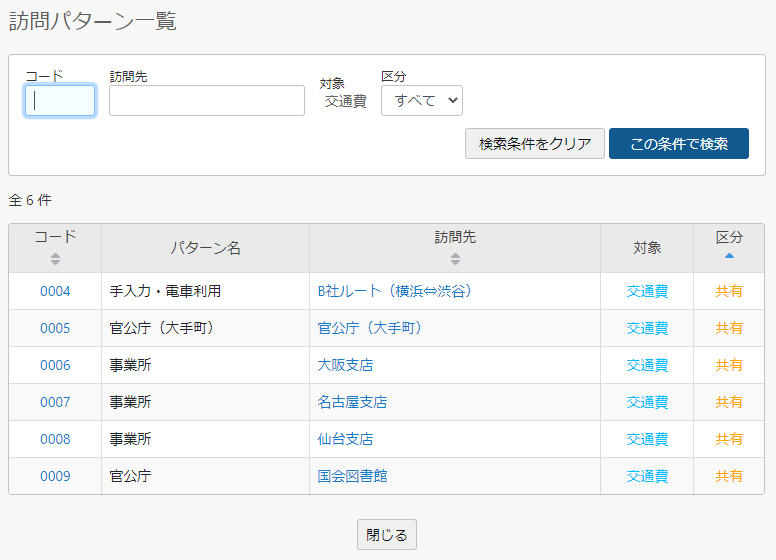 訪問パターン一覧
コード 訪問先 対象 区分
交通費 すべて
検索条件をクリア この条件で検索
全 6 件
コード パターン名 訪問先 対象 区分
0004 手入力・電車利用 B社ルート（横浜⇔渋谷） 交通費 共有
0005 官公庁（大手町） 官公庁（大手町） 交通費 共有
0006 事業所 大阪支店 交通費 共有
0007 事業所 名古屋支店 交通費 共有
0008 事業所 仙台支店 交通費 共有
0009 官公庁 国会図書館 交通費 共有
閉じる